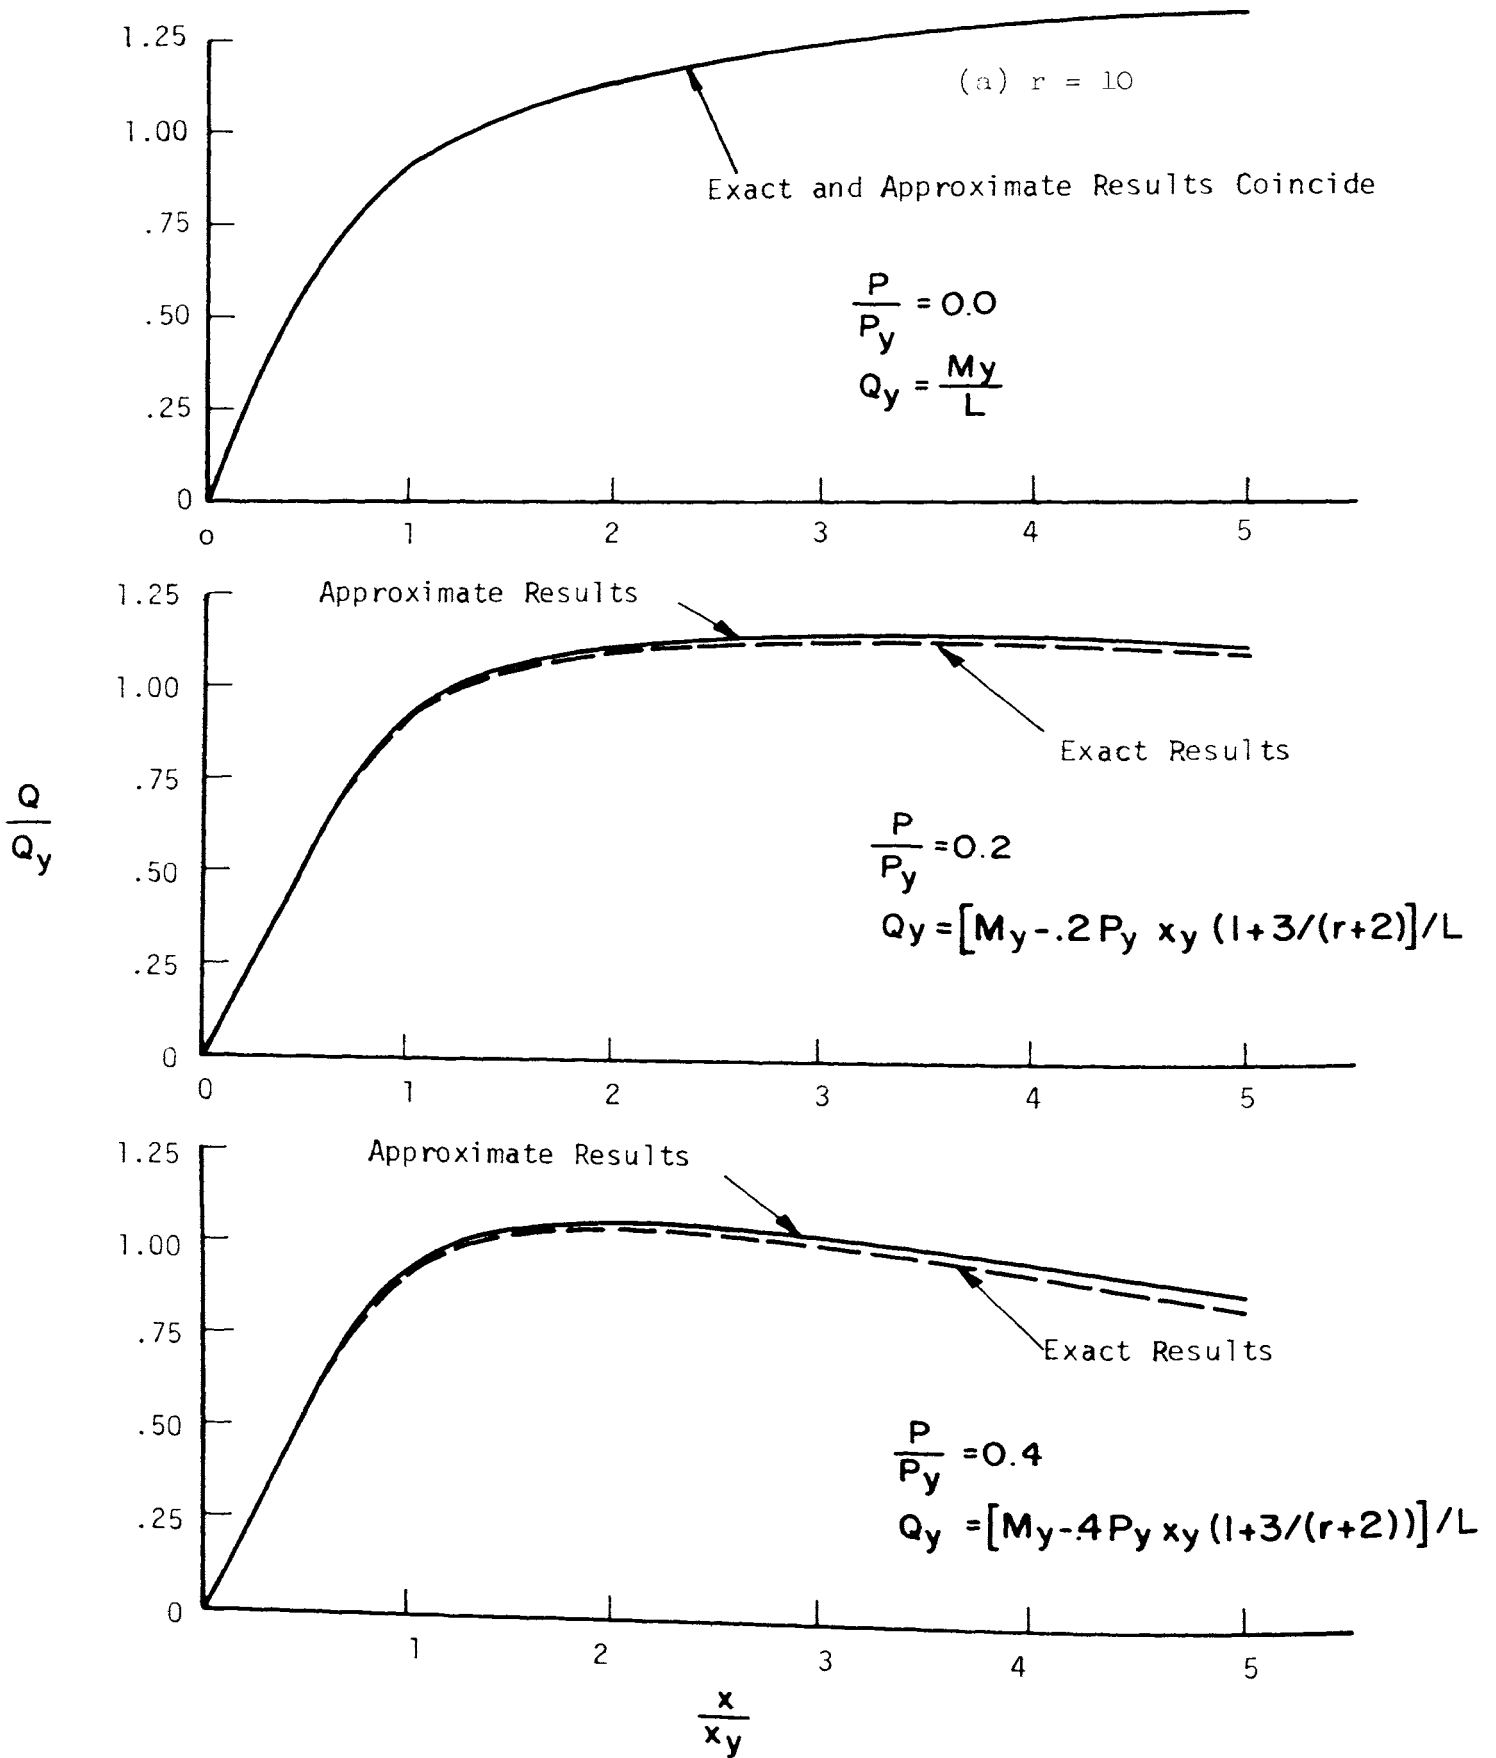 1.25
(a) r = 10
1.00
Exact and Approximate Results Coincide
.75
P/Py = 0.0
.50
Qy = My/L
.25
0
o 1 2 3 4 5
1.25
Approximate Results
1.00
Exact Results
.75
Q/Qy
P/Py =0.2
.50
Qy =[My-.2Py xy (1+3/(r+2)]/L
.25
0
0 1 2 3 4 5
1.25
Approximate Results
1.00
.75
Exact Results
.50
P/Py =0.4
.25
Qy =[My-.4Py xy (1+3/(r+2))]/L
0
1 2 3 4 5
x/xy